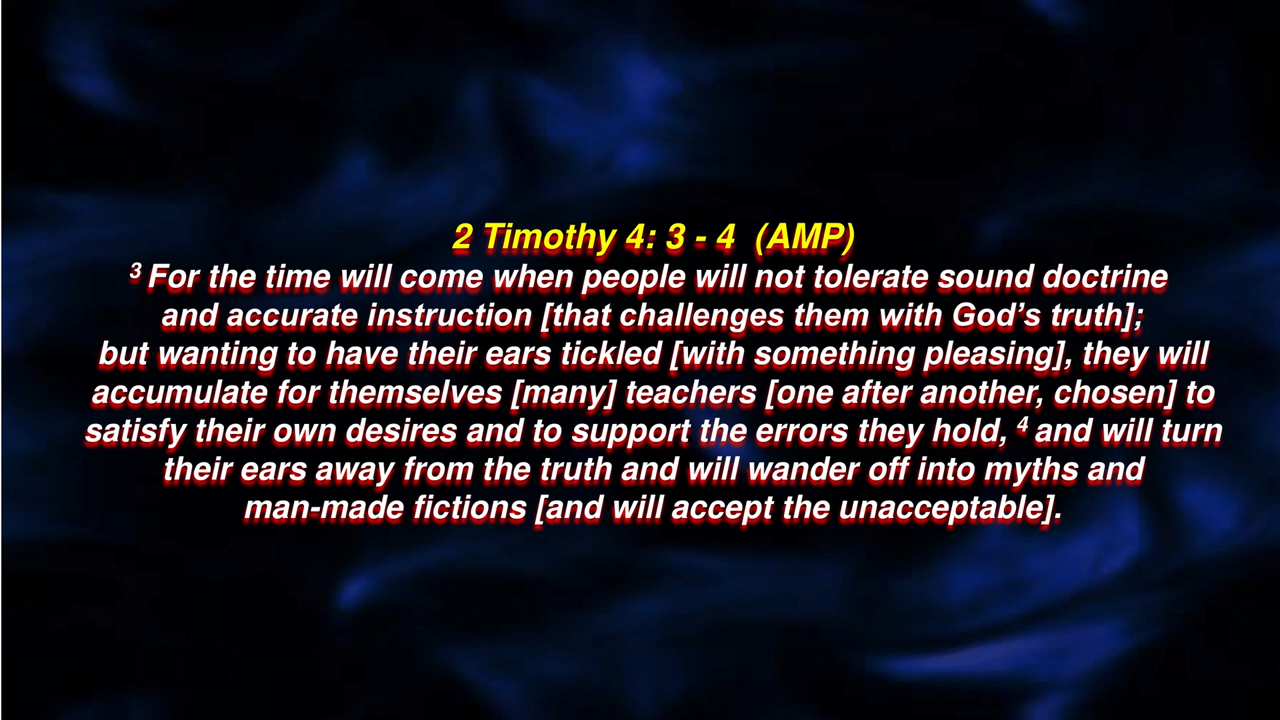 2 Timothy 4: 3 - 4  (AMP)
3 For the time will come when people will not tolerate sound doctrine
and accurate instruction [that challenges them with God’s truth];
but wanting to have their ears tickled [with something pleasing], they will
accumulate for themselves [many] teachers [one after another, chosen] to
satisfy their own desires and to support the errors they hold, 4 and will turn
their ears away from the truth and will wander off into myths and
man-made fictions [and will accept the unacceptable].